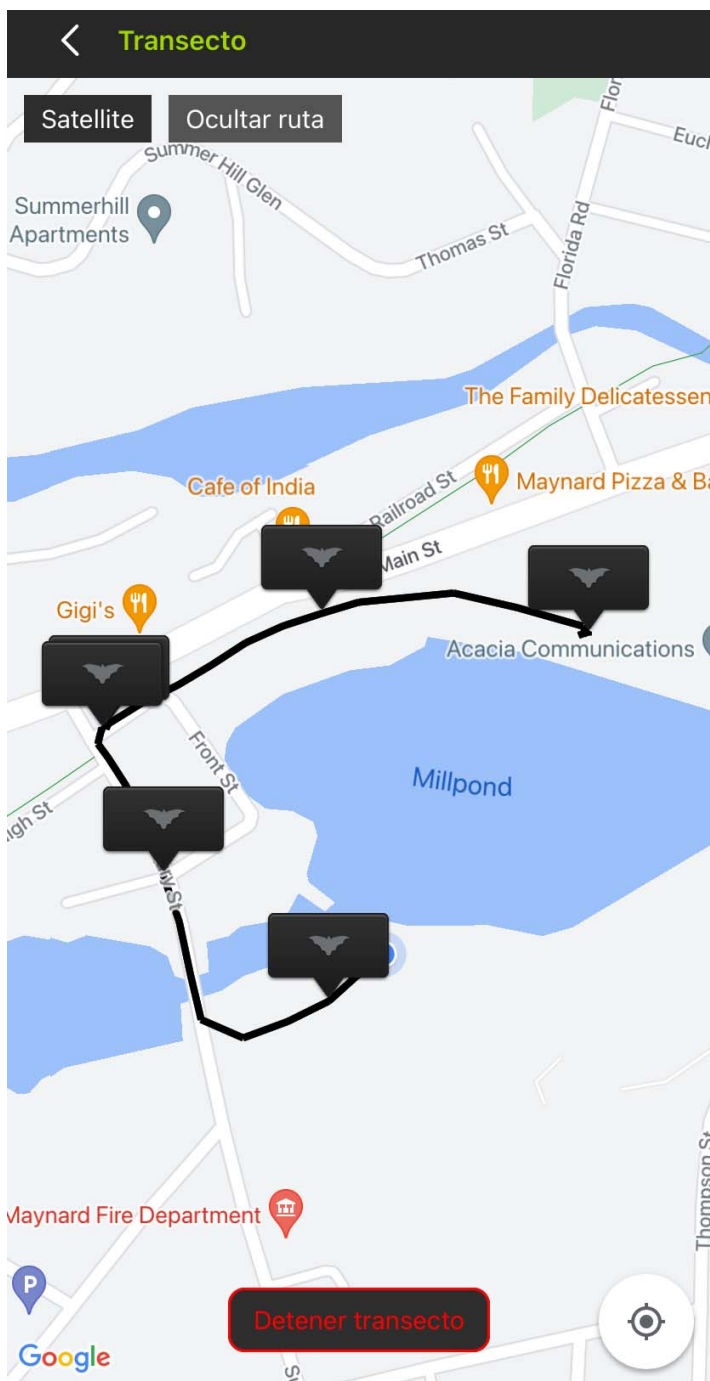 Transecto
Satellite
Ocultar ruta
Summer Hill Glen
Summerhill
Apartments
Thomas St
Florida Rd
The Family Delicatessen
Cafe of India
Railroad St
Maynard Pizza & Ba
Main St
Gigi's
Acacia Communications
Front St
Millpond
Thompson St
Maynard Fire Department
P
Detener transecto
Google